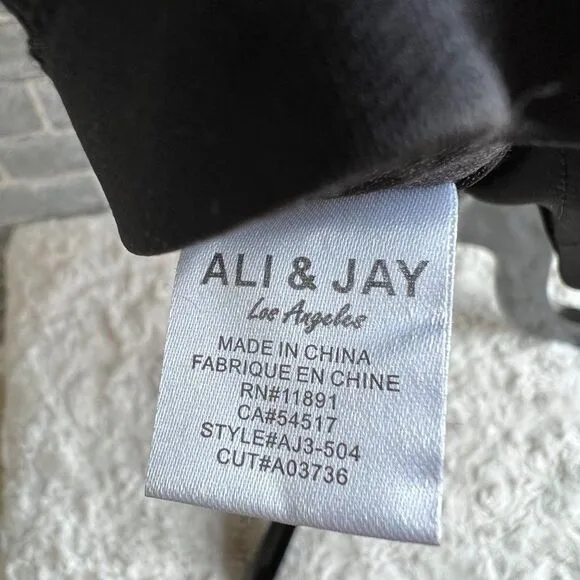 ALI & JAY
Los Angeles
MADE IN CHINA
FABRIQUE EN CHINE
RN#11891
CA#54517
STYLE#AJ3-504
CUT#A03736